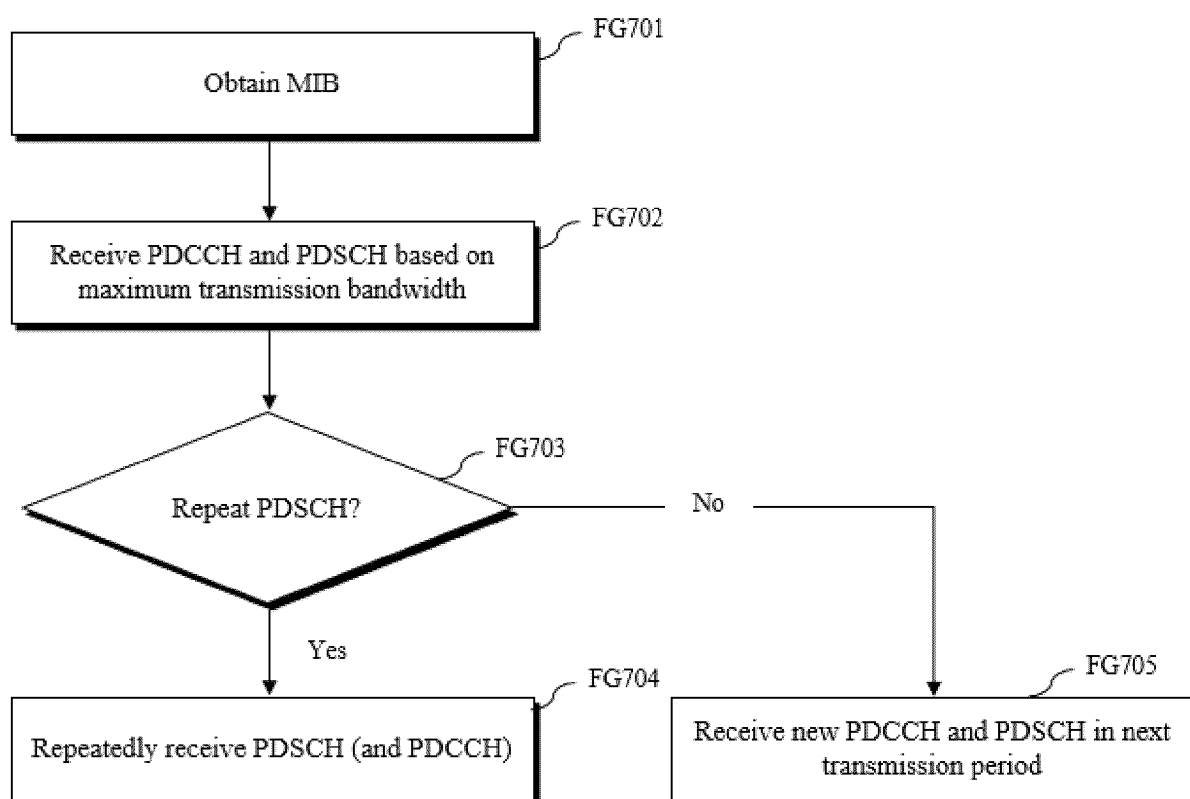 FG701
Obtain MIB
FG702
Receive PDCCH and PDSCH based on
maximum transmission bandwidth
FG703
Repeat PDSCH?
No
Yes
FG704
Repeatedly receive PDSCH (and PDCCH)
FG705
Receive new PDCCH and PDSCH in next
transmission period